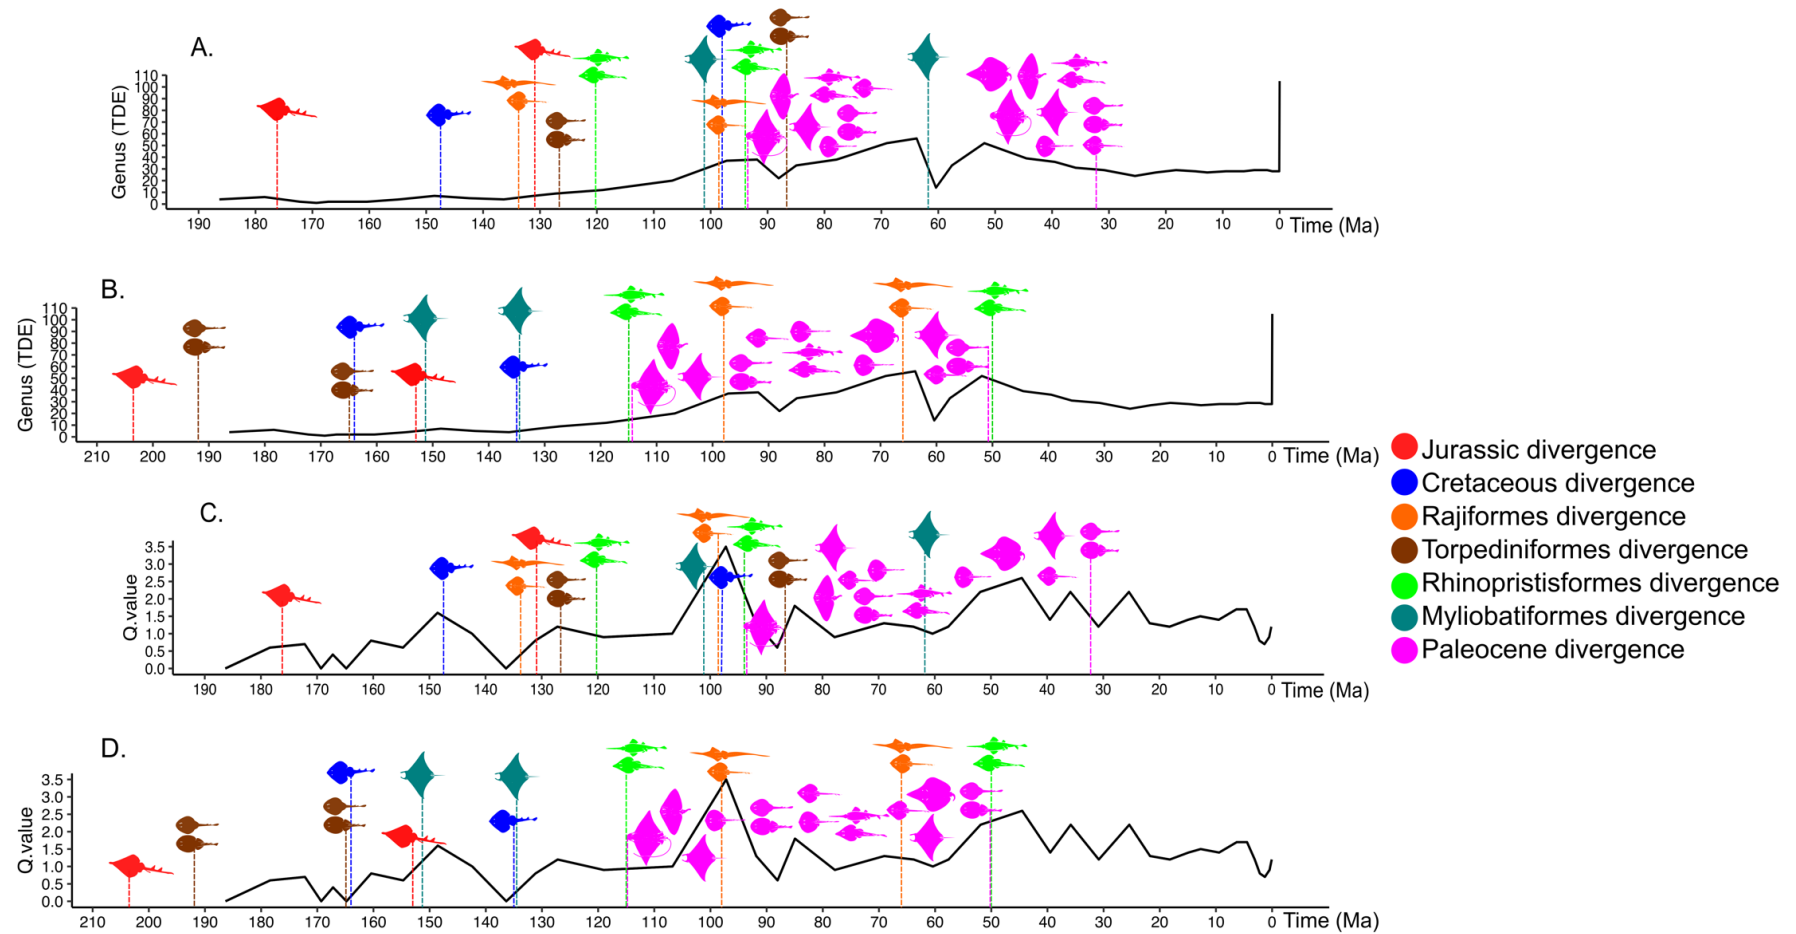 A.
Genus (TDE)
110
100
90
80
70
60
50
40
30
20
10
0
190 180 170 160 150 140 130 120 110 100 90 80 70 60 50 40 30 20 10 0 Time (Ma)
B.
Genus (TDE)
110
100
90
80
70
60
50
40
30
20
10
0
210 200 190 180 170 160 150 140 130 120 110 100 90 80 70 60 50 40 30 20 10 0 Time (Ma)
C.
Q.value
3.5
3.0
2.5
2.0
1.5
1.0
0.5
0.0
190 180 170 160 150 140 130 120 110 100 90 80 70 60 50 40 30 20 10 0 Time (Ma)
D.
Q.value
3.5
3.0
2.5
2.0
1.5
1.0
0.5
0.0
210 200 190 180 170 160 150 140 130 120 110 100 90 80 70 60 50 40 30 20 10 0 Time (Ma)
Jurassic divergence
Cretaceous divergence
Rajiformes divergence
Torpediniformes divergence
Rhinopristisformes divergence
Myliobatiformes divergence
Paleocene divergence